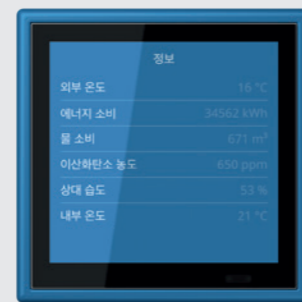 정보
외부 온도 16 °C
에너지 소비 34562 kWh
물 소비 671 m³
이산화탄소 농도 650 ppm
상대 습도 53 %
내부 온도 21 °C